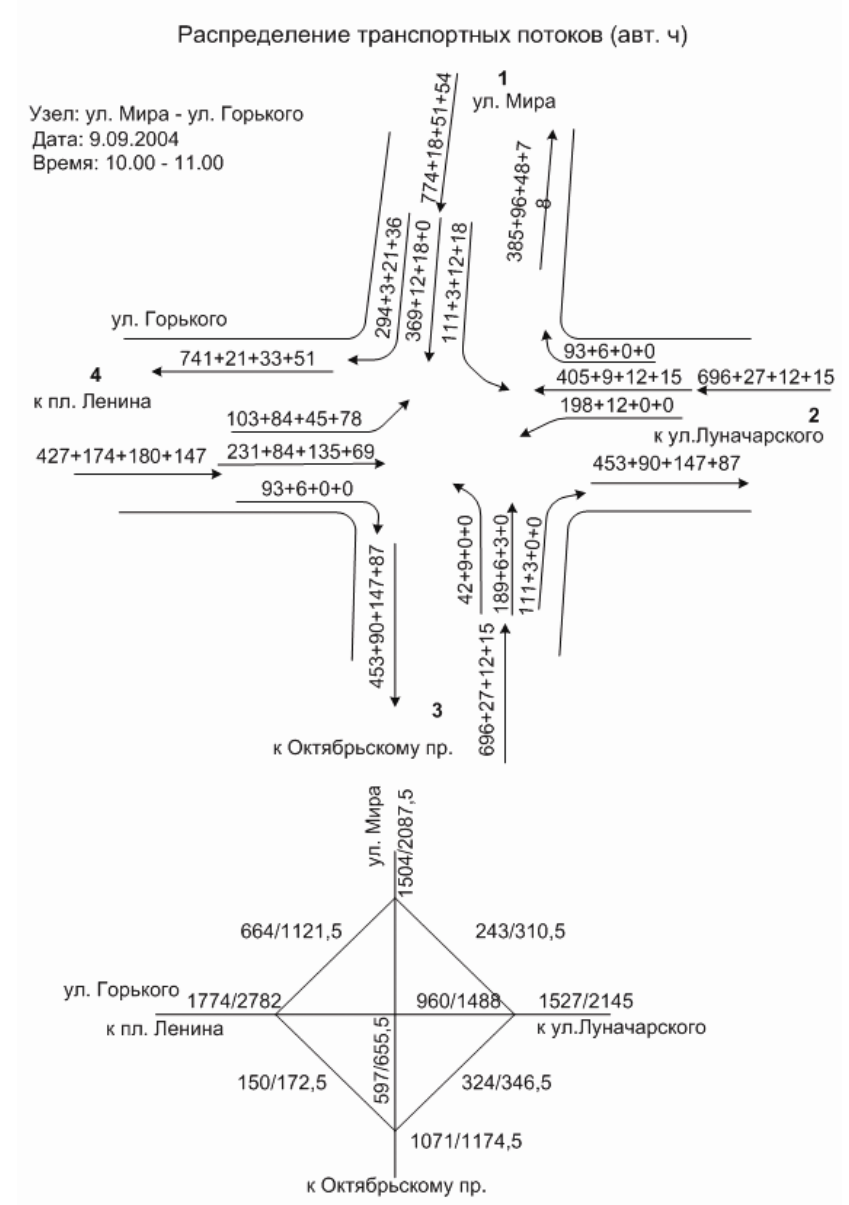 Распределение транспортных потоков (авт. ч)
1
ул. Мира
Узел: ул. Мира - ул. Горького
Дата: 9.09.2004
Время: 10.00 - 11.00
774+18+51+54
385+96+48+7
8
294+3+21+36
369+12+18+0
111+3+12+18
ул. Горького
741+21+33+51
93+6+0+0
4
405+9+12+15
696+27+12+15
к пл. Ленина
103+84+45+78
198+12+0+0
2
к ул.Луначарского
427+174+180+147
231+84+135+69
453+90+147+87
93+6+0+0
453+90+147+87
42+9+0+0
189+6+3+0
111+3+0+0
696+27+12+15
3
к Октябрьскому пр.
ул. Мира
1504/2087,5
664/1121,5
243/310,5
ул. Горького
1774/2782
960/1488
1527/2145
к пл. Ленина
к ул.Луначарского
597/655,5
150/172,5
324/346,5
1071/1174,5
к Октябрьскому пр.